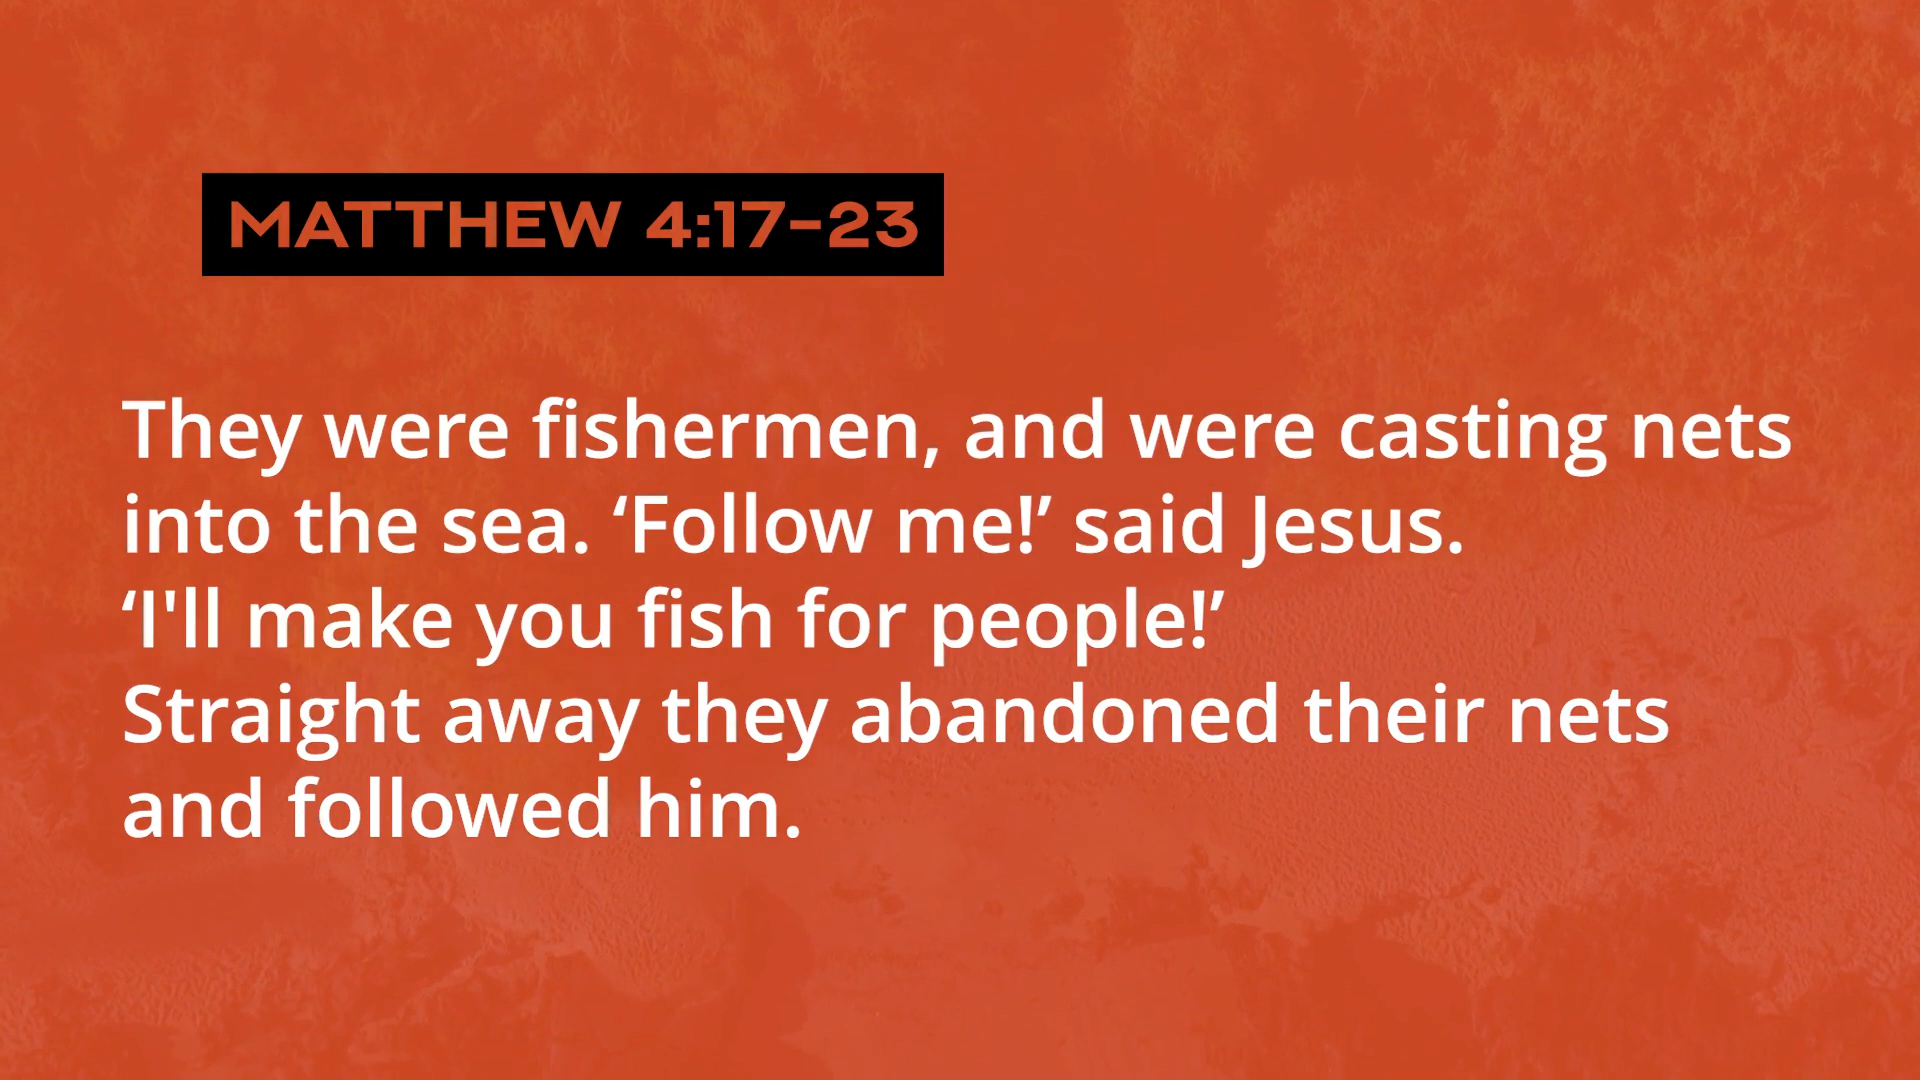 MATTHEW 4:17–23
They were fishermen, and were casting nets
into the sea. ‘Follow me!’ said Jesus.
‘I'll make you fish for people!’
Straight away they abandoned their nets
and followed him.